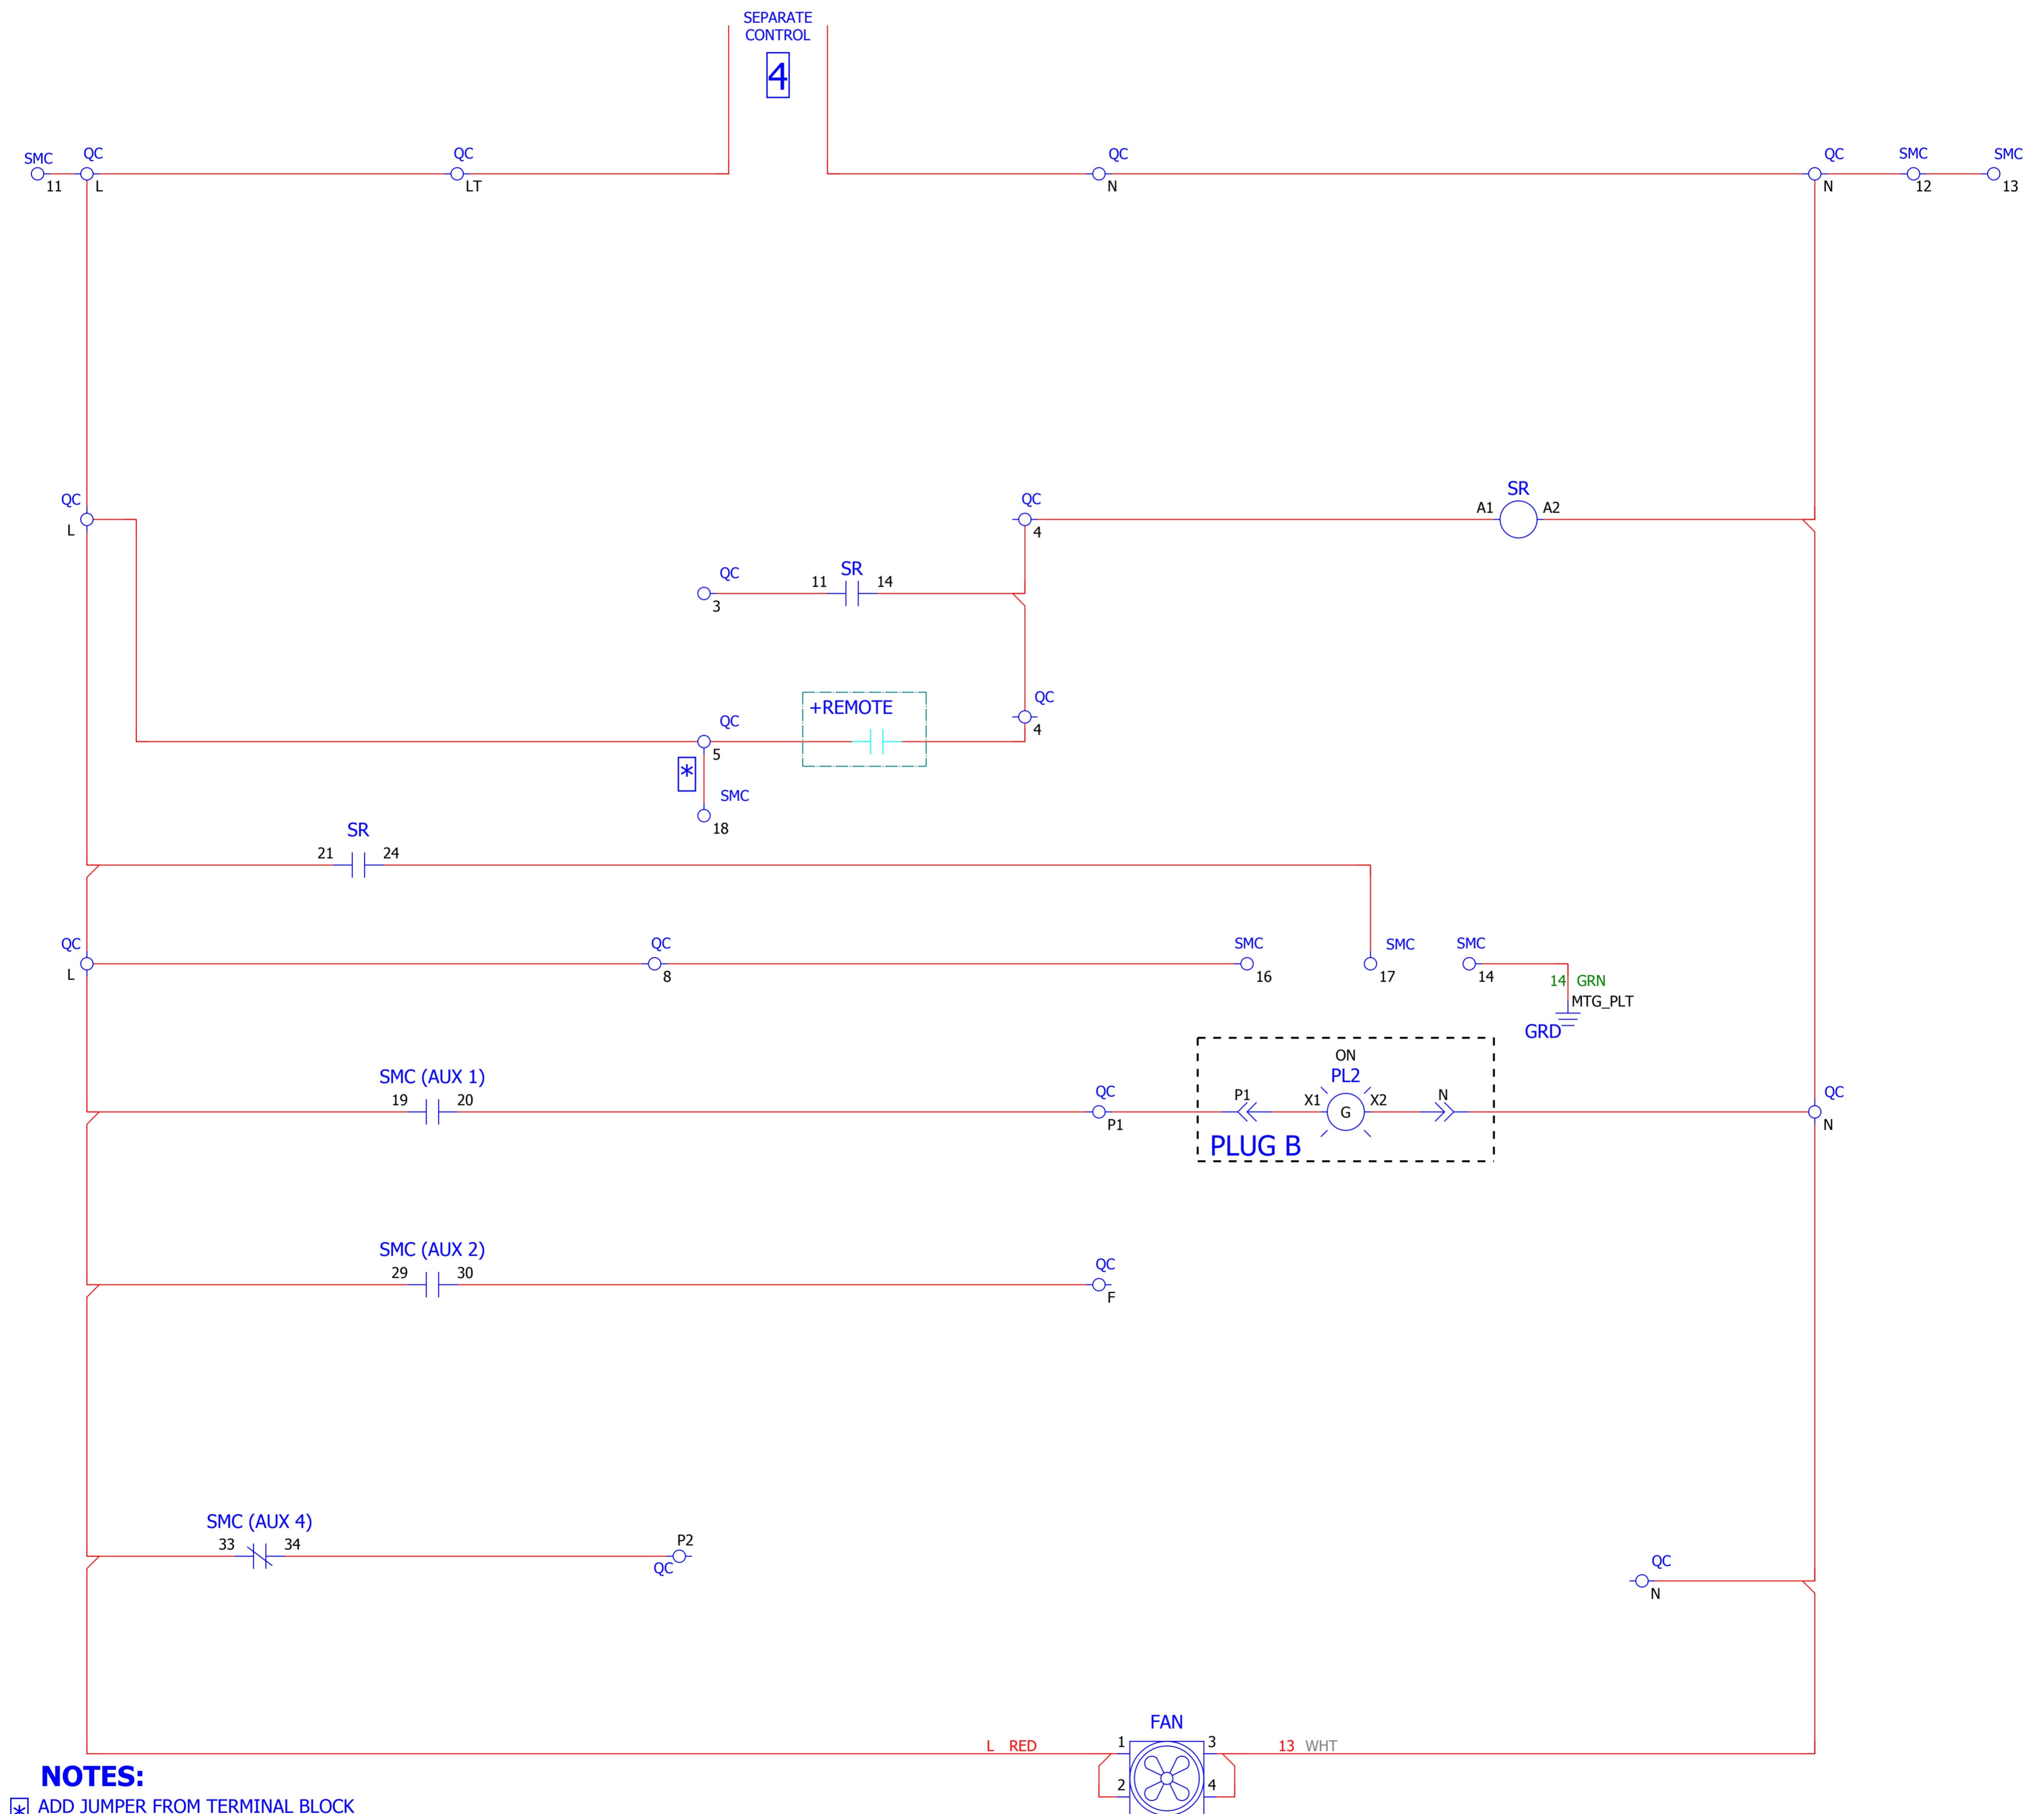 SEPARATE
CONTROL
4
SMC
QC
QC
QC
QC
SMC
SMC
11
L
LT
N
N
12
13
QC
L
QC
4
SR
A1
A2
QC
3
SR
11
14
+REMOTE
QC
4
QC
5
*
SMC
18
SR
21
24
QC
L
QC
8
SMC
16
SMC
17
SMC
14
14 GRN
MTG_PLT
GRD
SMC (AUX 1)
19
20
QC
P1
ON
PL2
P1
X1
G
X2
N
PLUG B
QC
N
SMC (AUX 2)
29
30
QC
F
SMC (AUX 4)
33
34
P2
QC
QC
N
FAN
L RED
1
3
13 WHT
2
4
NOTES:
* ADD JUMPER FROM TERMINAL BLOCK